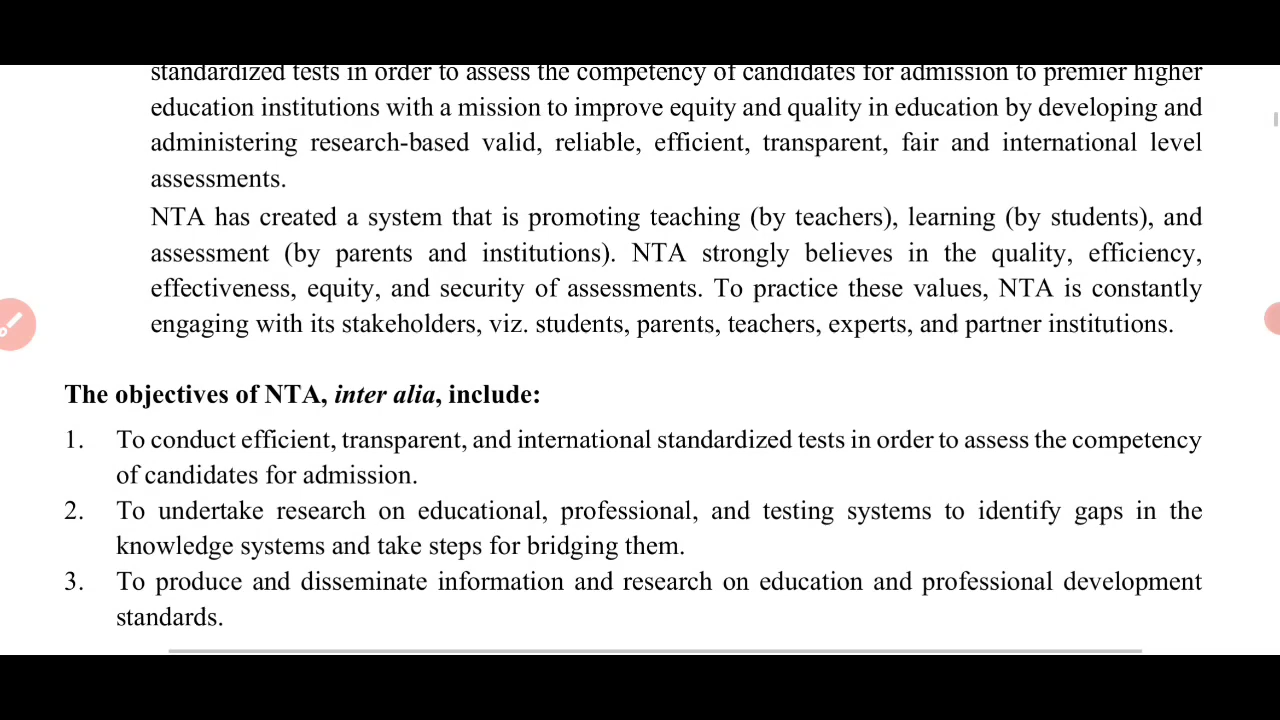 standardized tests in order to assess the competency of candidates for admission to premier higher
education institutions with a mission to improve equity and quality in education by developing and
administering research-based valid, reliable, efficient, transparent, fair and international level
assessments.
NTA has created a system that is promoting teaching (by teachers), learning (by students), and
assessment (by parents and institutions). NTA strongly believes in the quality, efficiency,
effectiveness, equity, and security of assessments. To practice these values, NTA is constantly
engaging with its stakeholders, viz. students, parents, teachers, experts, and partner institutions.
The objectives of NTA, inter alia, include:
1. To conduct efficient, transparent, and international standardized tests in order to assess the competency
of candidates for admission.
2. To undertake research on educational, professional, and testing systems to identify gaps in the
knowledge systems and take steps for bridging them.
3. To produce and disseminate information and research on education and professional development
standards.